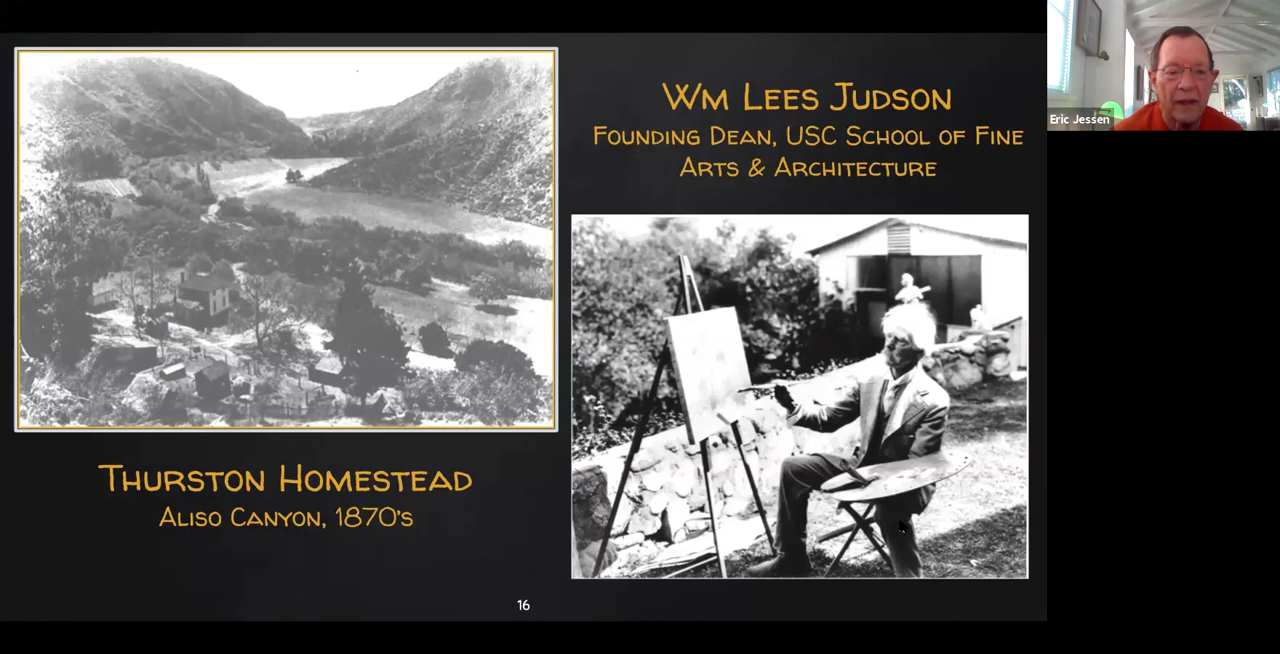 Wm Lees Judson
Founding Dean, USC School of Fine
Arts & Architecture
Eric Jessen
Thurston Homestead
Aliso Canyon, 1870's
16